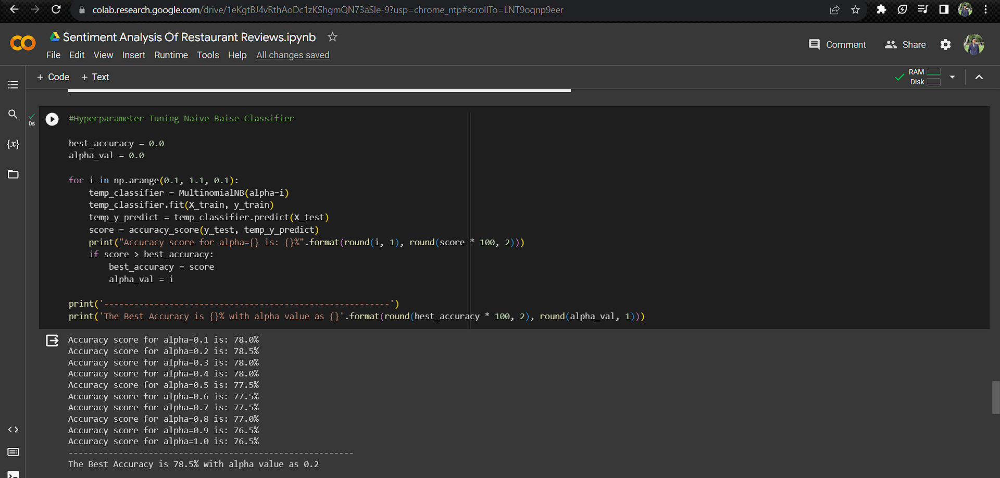 colab.research.google.com/drive/1eKgtBJ4vRthAoDc1zKShgmQN73aSle-9?usp=chrome_ntp#scrollTo=LNT9oqnp9eer
Sentiment Analysis Of Restaurant Reviews.ipynb
File Edit View Insert Runtime Tools Help All changes saved
Comment
Share
+ Code + Text
RAM
Disk
0s
{x}
#Hyperparameter Tuning Naive Baise Classifier
best_accuracy = 0.0
alpha_val = 0.0
for i in np.arange(0.1, 1.1, 0.1):
    temp_classifier = MultinomialNB(alpha=i)
    temp_classifier.fit(X_train, y_train)
    temp_y_predict = temp_classifier.predict(X_test)
    score = accuracy_score(y_test, temp_y_predict)
    print("Accuracy score for alpha={} is: {}%".format(round(i, 1), round(score * 100, 2)))
    if score > best_accuracy:
        best_accuracy = score
        alpha_val = i
print('---------------------------------------------------------')
print('The Best Accuracy is {}% with alpha value as {}'.format(round(best_accuracy * 100, 2), round(alpha_val, 1)))
Accuracy score for alpha=0.1 is: 78.0%
Accuracy score for alpha=0.2 is: 78.5%
Accuracy score for alpha=0.3 is: 78.0%
Accuracy score for alpha=0.4 is: 78.0%
Accuracy score for alpha=0.5 is: 77.5%
Accuracy score for alpha=0.6 is: 77.5%
Accuracy score for alpha=0.7 is: 77.5%
Accuracy score for alpha=0.8 is: 77.0%
Accuracy score for alpha=0.9 is: 76.5%
Accuracy score for alpha=1.0 is: 76.5%
---------------------------------------------------------
The Best Accuracy is 78.5% with alpha value as 0.2